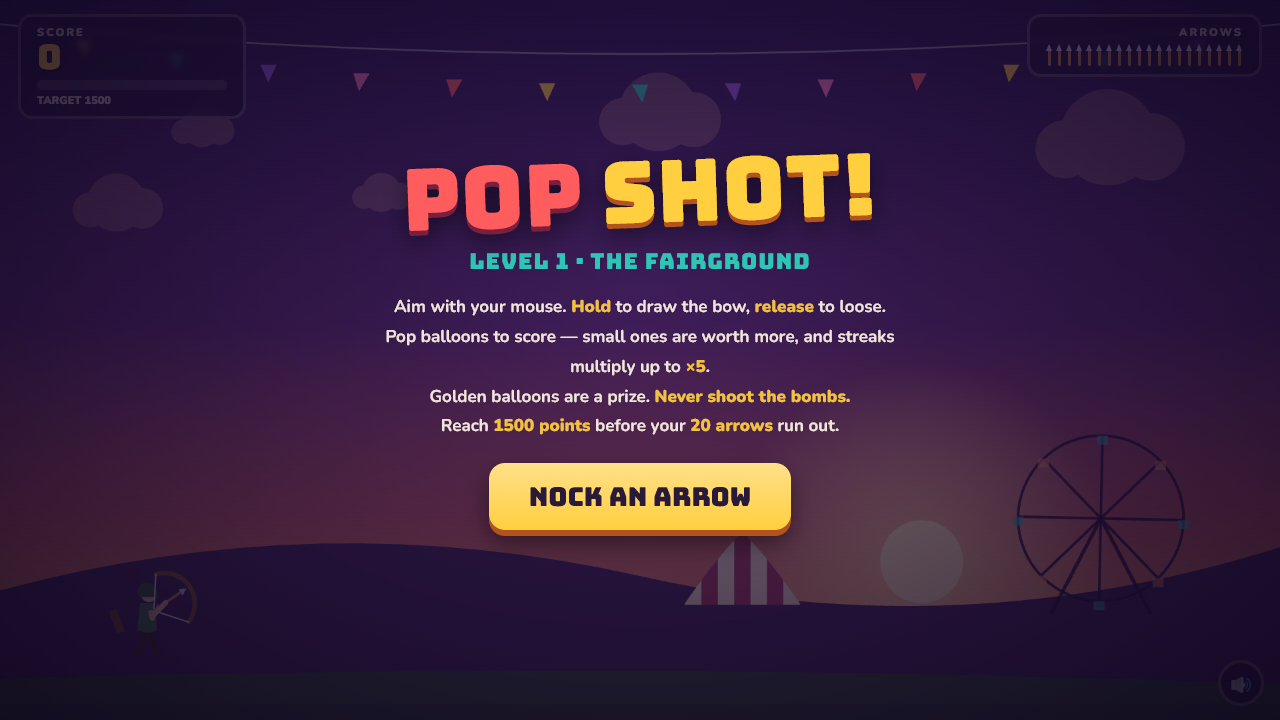 SCORE
0
TARGET 1500
ARROWS
POP SHOT!
LEVEL 1 · THE FAIRGROUND
Aim with your mouse. Hold to draw the bow, release to loose.
Pop balloons to score — small ones are worth more, and streaks
multiply up to ×5.
Golden balloons are a prize. Never shoot the bombs.
Reach 1500 points before your 20 arrows run out.
NOCK AN ARROW